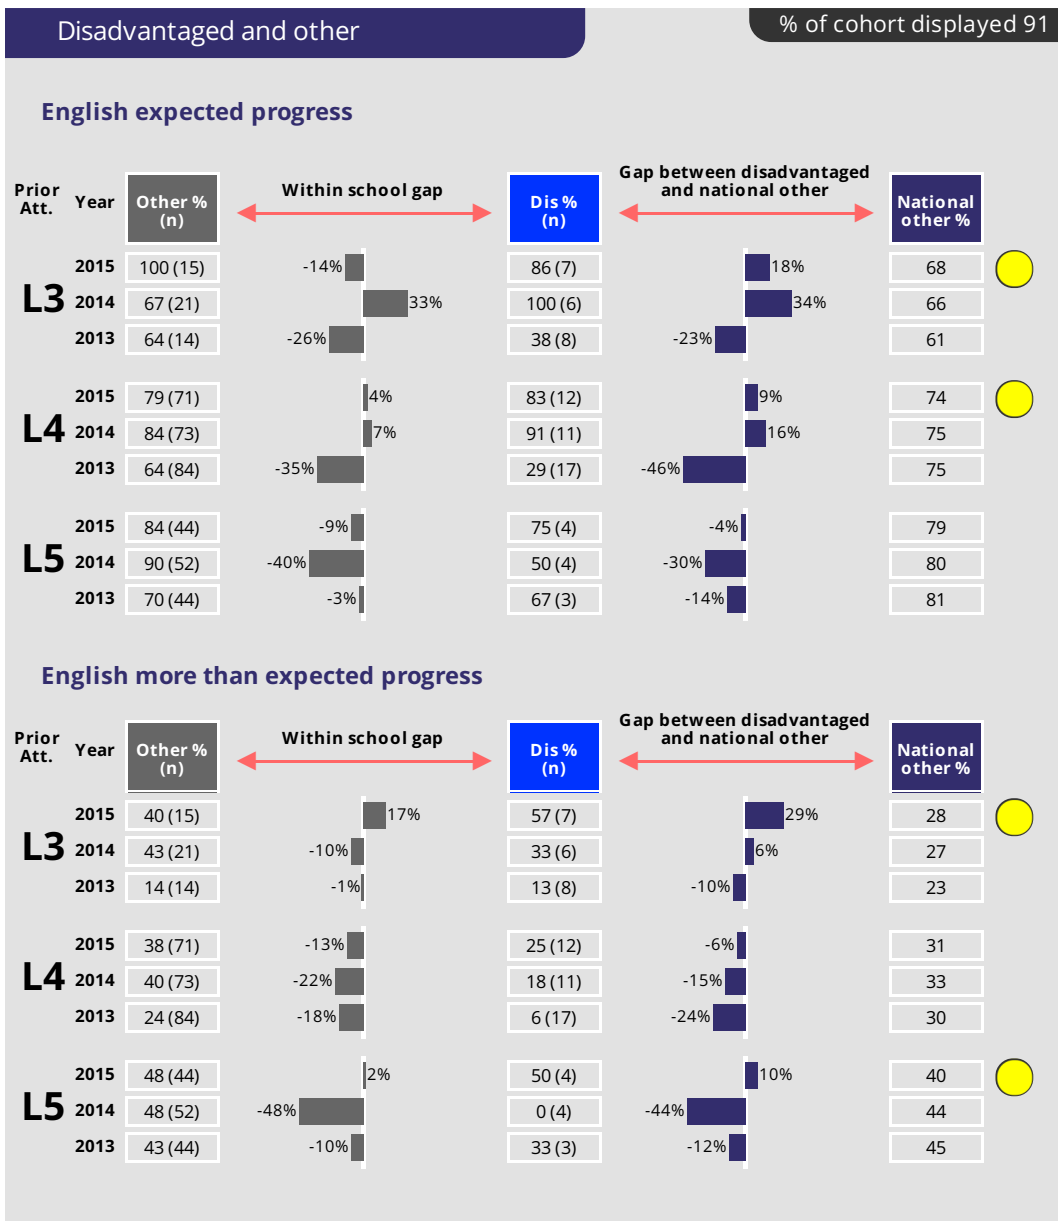 Disadvantaged and other
% of cohort displayed 91
English expected progress
Prior Att.
Year
Other % (n)
Within school gap
Dis % (n)
Gap between disadvantaged and national other
National other %
L3
2015 100 (15) -14% 86 (7) 18% 68
2014 67 (21) 33% 100 (6) 34% 66
2013 64 (14) -26% 38 (8) -23% 61
L4
2015 79 (71) 4% 83 (12) 9% 74
2014 84 (73) 7% 91 (11) 16% 75
2013 64 (84) -35% 29 (17) -46% 75
L5
2015 84 (44) -9% 75 (4) -4% 79
2014 90 (52) -40% 50 (4) -30% 80
2013 70 (44) -3% 67 (3) -14% 81
English more than expected progress
Prior Att.
Year
Other % (n)
Within school gap
Dis % (n)
Gap between disadvantaged and national other
National other %
L3
2015 40 (15) 17% 57 (7) 29% 28
2014 43 (21) -10% 33 (6) 6% 27
2013 14 (14) -1% 13 (8) -10% 23
L4
2015 38 (71) -13% 25 (12) -6% 31
2014 40 (73) -22% 18 (11) -15% 33
2013 24 (84) -18% 6 (17) -24% 30
L5
2015 48 (44) 2% 50 (4) 10% 40
2014 48 (52) -48% 0 (4) -44% 44
2013 43 (44) -10% 33 (3) -12% 45